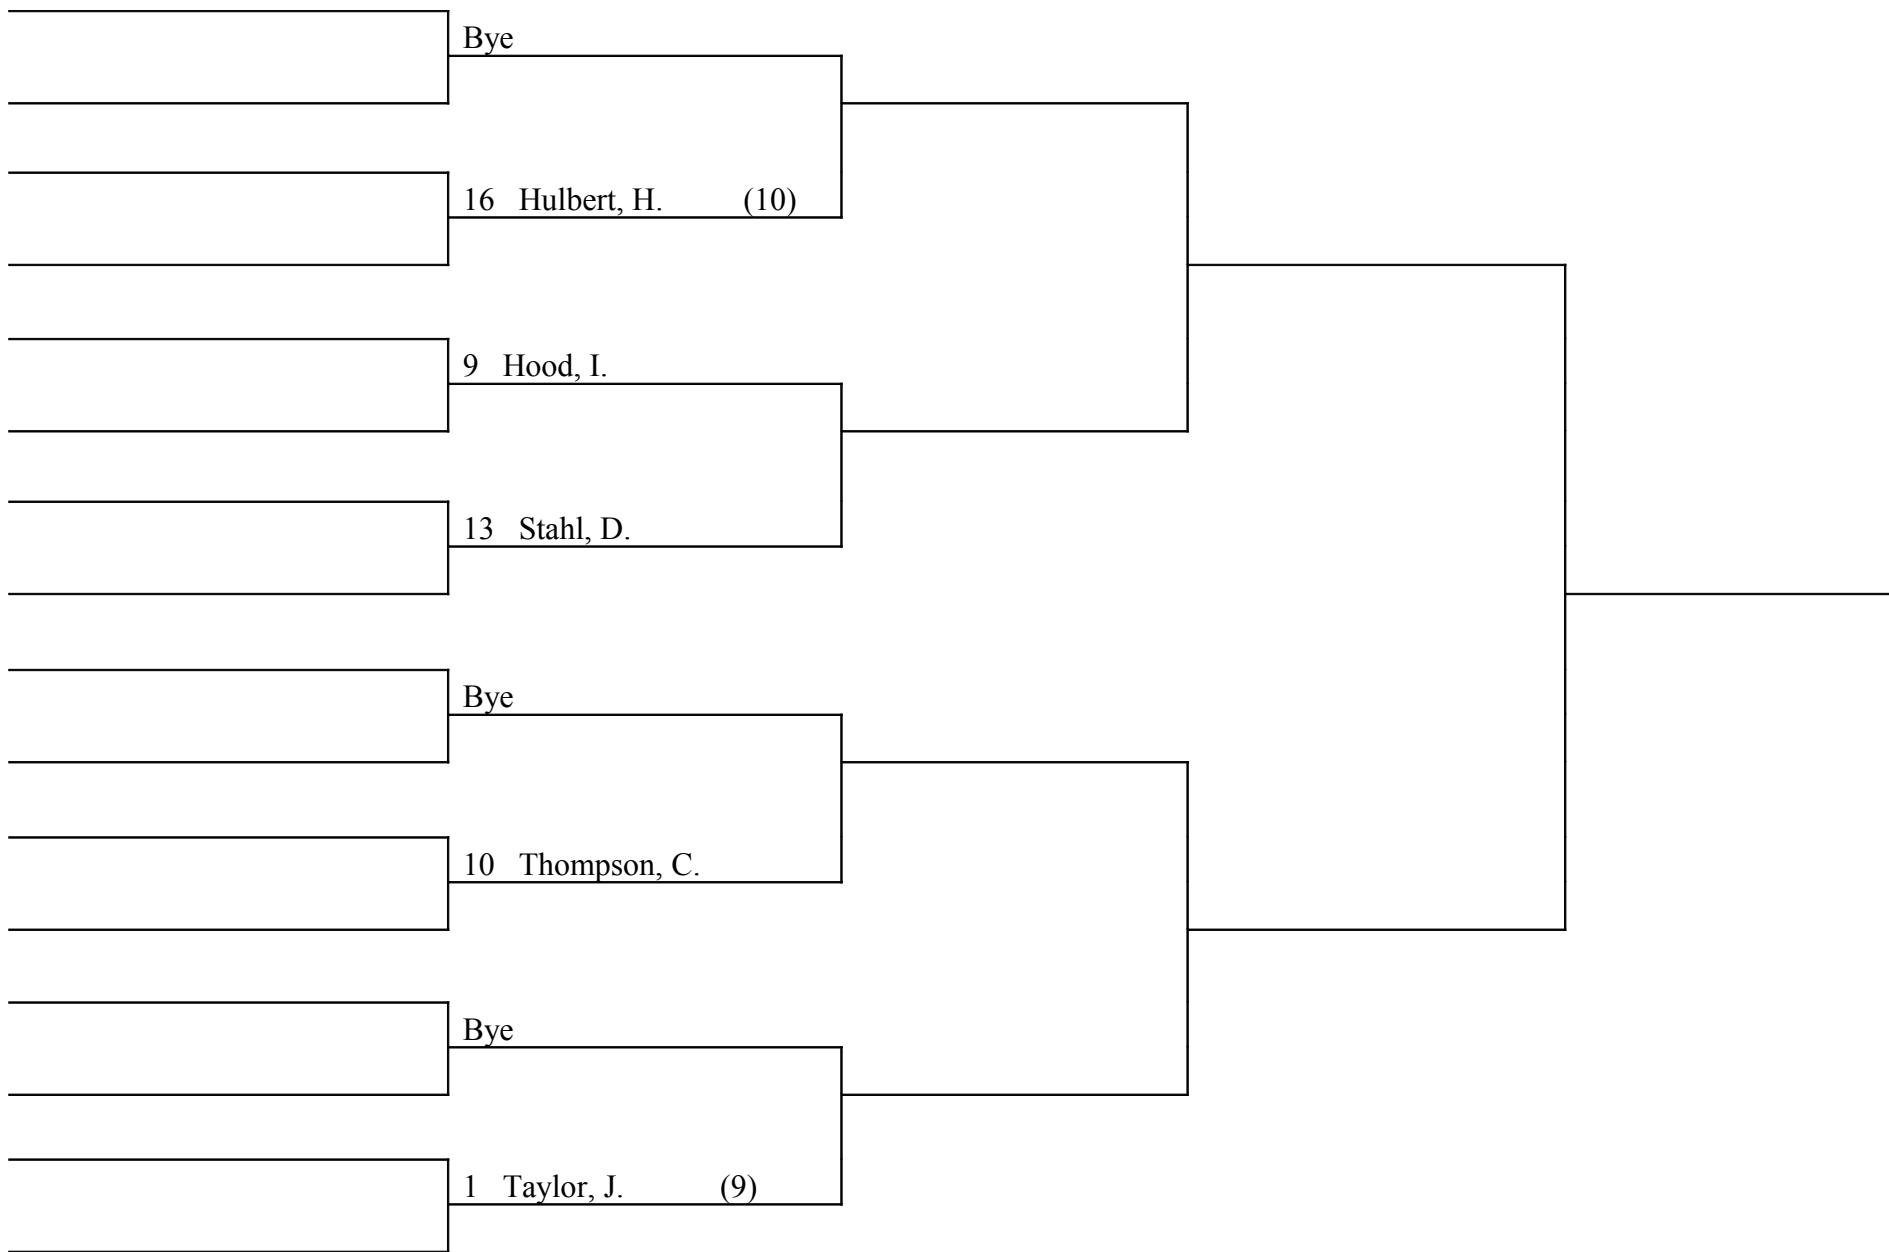 Bye
16 Hulbert, H. (10)
9 Hood, I.
13 Stahl, D.
Bye
10 Thompson, C.
Bye
1 Taylor, J. (9)